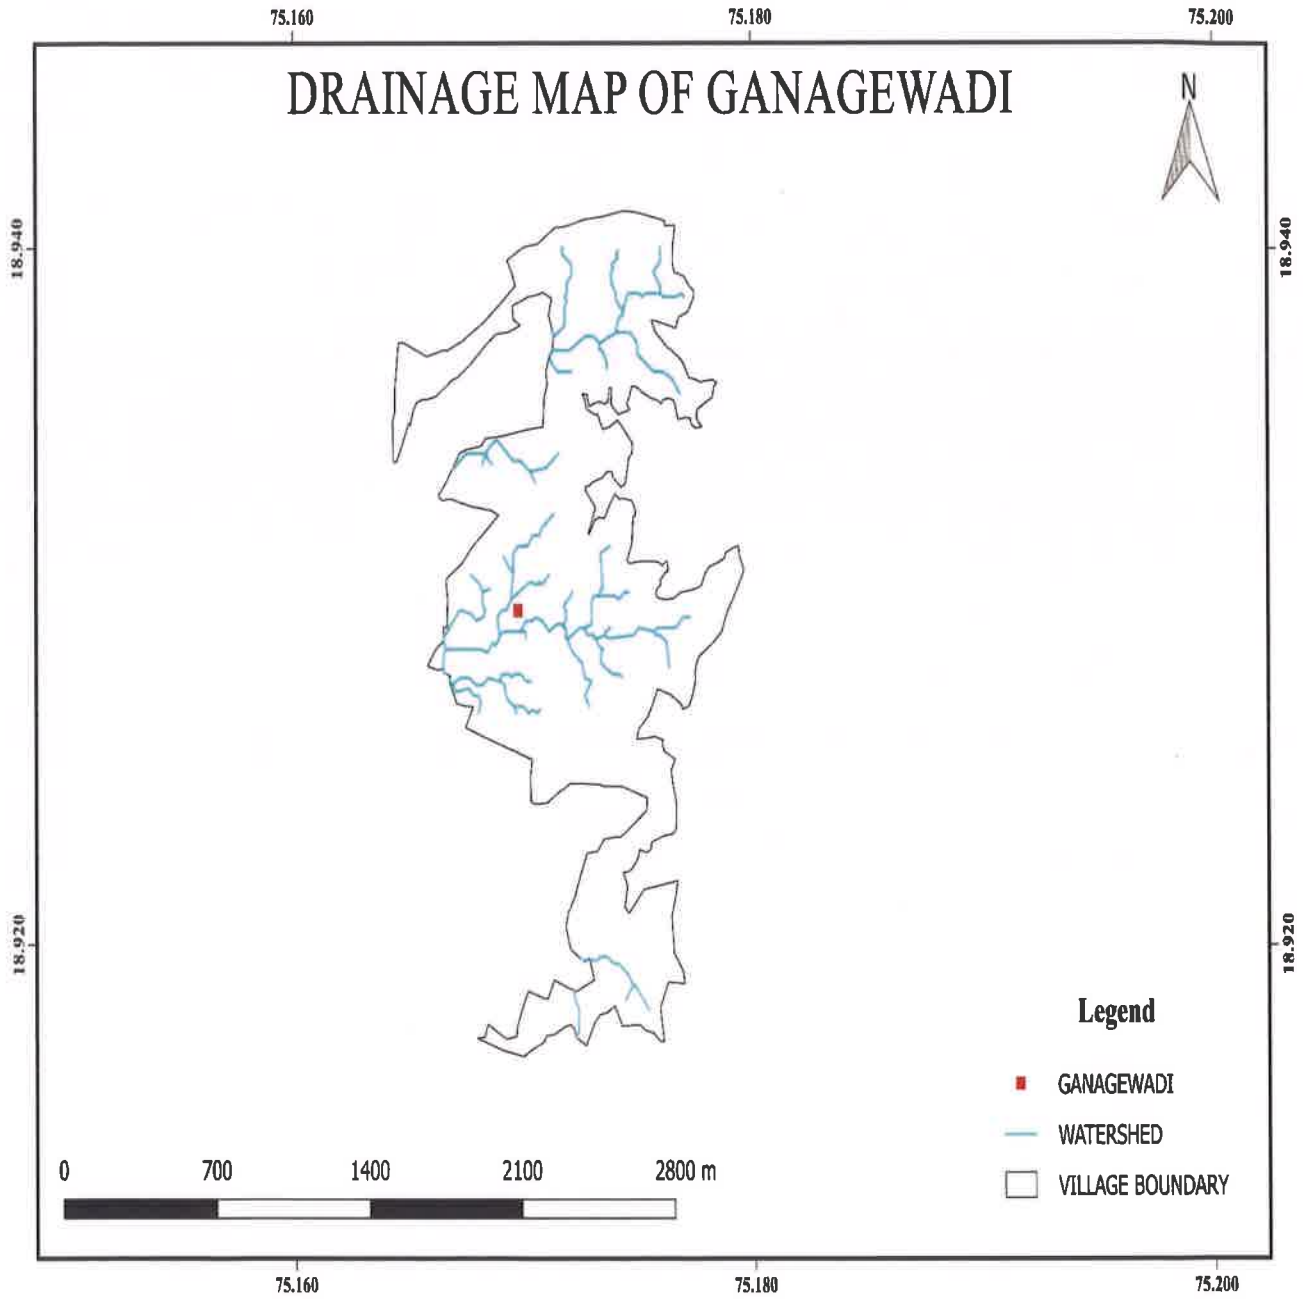 75.160 75.180 75.200
DRAINAGE MAP OF GANAGEWADI
N
18.940 18.940
18.920 18.920
Legend
GANAGEWADI
WATERSHED
VILLAGE BOUNDARY
0 700 1400 2100 2800 m
75.160 75.180 75.200